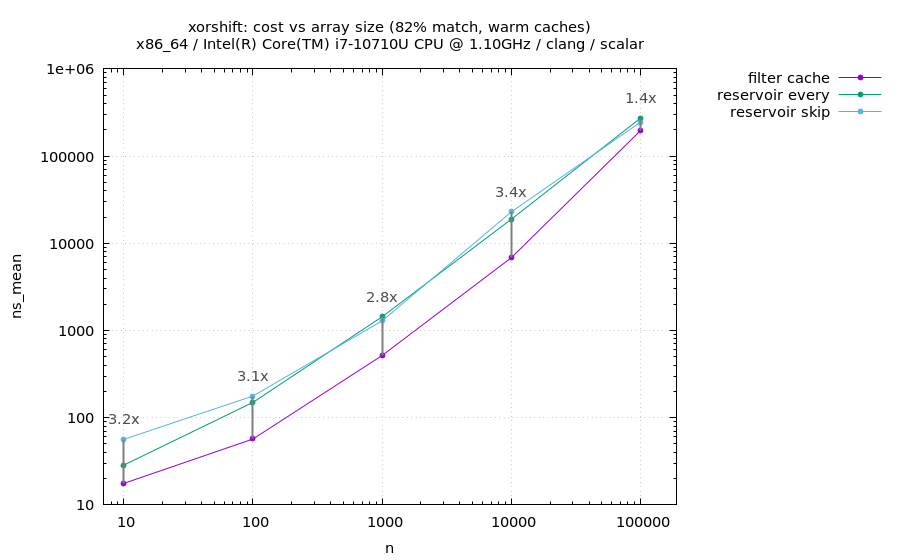 xorshift: cost vs array size (82% match, warm caches)
x86_64 / Intel(R) Core(TM) i7-10710U CPU @ 1.10GHz / clang / scalar
filter cache
reservoir every
reservoir skip
1e+06
100000
10000
1000
100
10
ns_mean
3.2x
3.1x
2.8x
3.4x
1.4x
10
100
1000
10000
100000
n